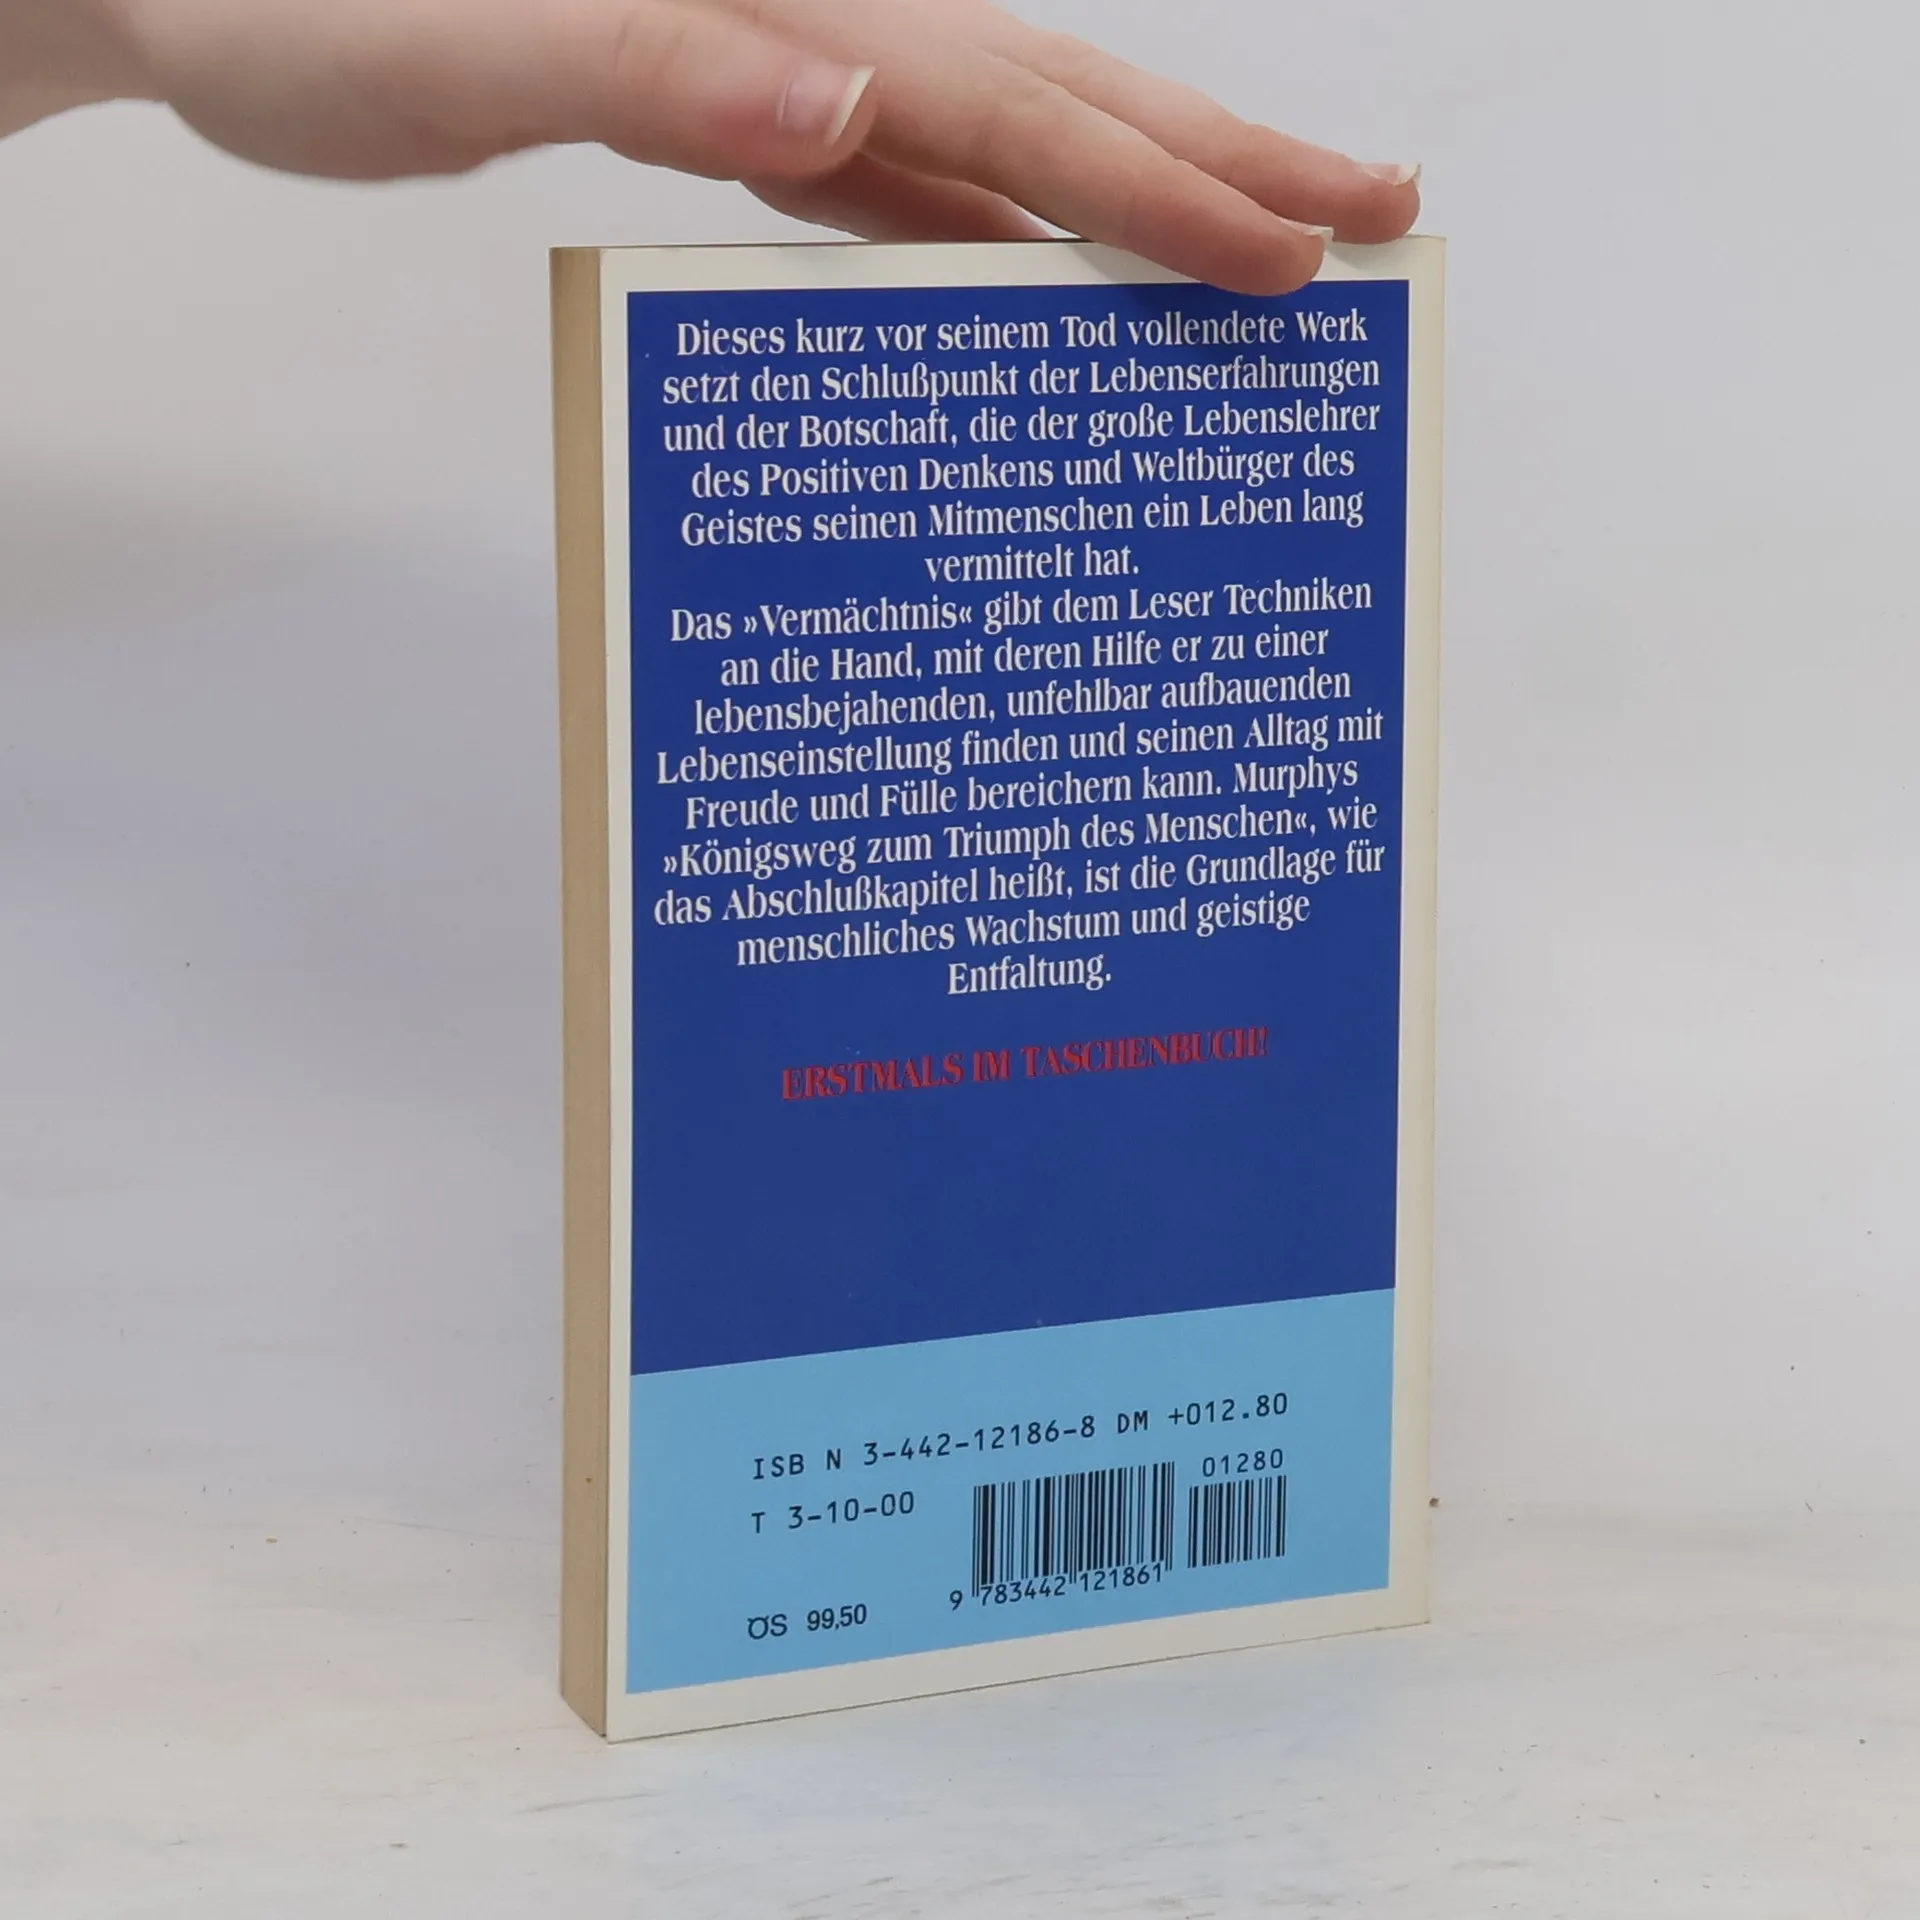 Dieses kurz vor seinem Tod vollendete Werk
setzt den Schlußpunkt der Lebenserfahrungen
und der Botschaft, die der große Lebenslehrer
des Positiven Denkens und Weltbürger des
Geistes seinen Mitmenschen ein Leben lang
vermittelt hat.
Das »Vermächtnis« gibt dem Leser Techniken
an die Hand, mit deren Hilfe er zu einer
lebensbejahenden, unfehlbar aufbauenden
Lebenseinstellung finden und seinen Alltag mit
Freude und Fülle bereichern kann. Murphys
»Königsweg zum Triumph des Menschen«, wie
das Abschlußkapitel heißt, ist die Grundlage für
menschliches Wachstum und geistige
Entfaltung.
ERSTMALS IM TASCHENBUCH!
ISB N 3-442-12186-8 DM +012.80
T 3-10-00
01280
9 783442 121861
ÖS 99,50